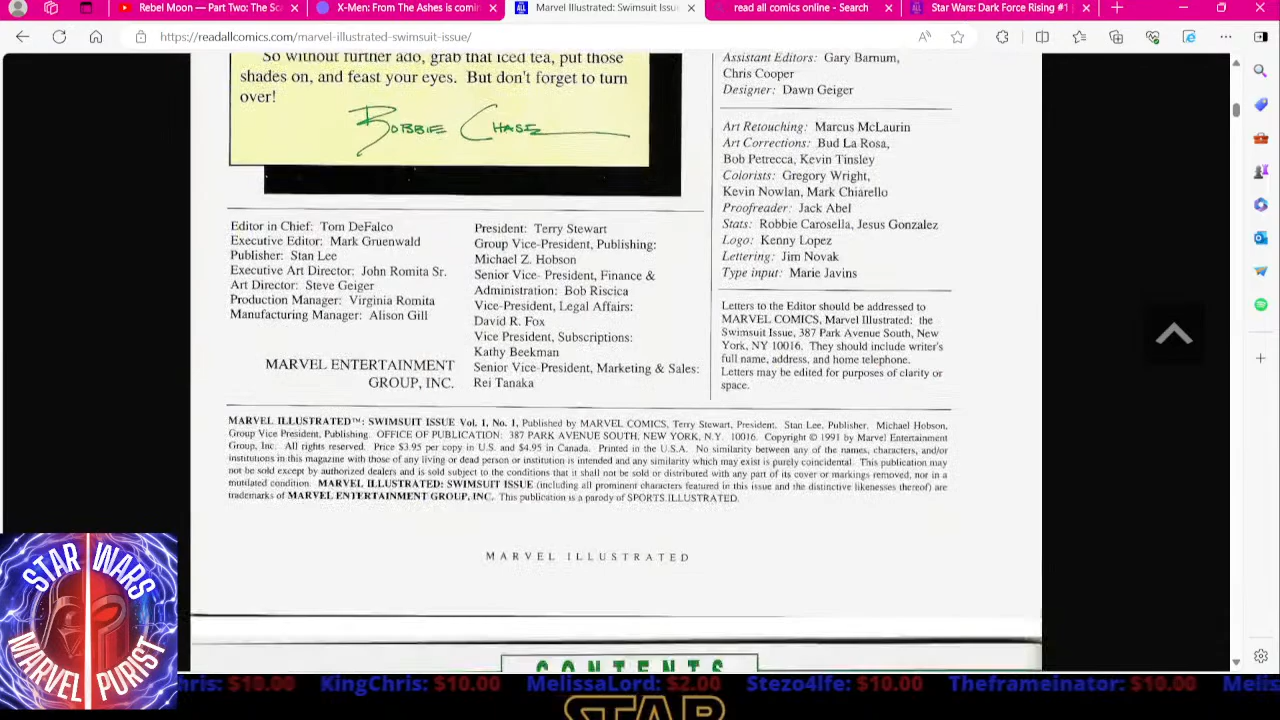 Rebel Moon — Part Two: The Sc
X-Men: From The Ashes is comin
Marvel Illustrated: Swimsuit Issu
read all comics online - Search
Star Wars: Dark Force Rising #1
https://readallcomics.com/marvel-illustrated-swimsuit-issue/
So without further ado, grab that iced tea, put those
shades on, and feast your eyes. But don't forget to turn
over!
BOBBIE CHASE
Editor in Chief: Tom DeFalco
Executive Editor: Mark Gruenwald
Publisher: Stan Lee
Executive Art Director: John Romita Sr.
Art Director: Steve Geiger
Production Manager: Virginia Romita
Manufacturing Manager: Alison Gill
MARVEL ENTERTAINMENT
GROUP, INC.
President: Terry Stewart
Group Vice-President, Publishing:
Michael Z. Hobson
Senior Vice- President, Finance &
Administration: Bob Riscica
Vice-President, Legal Affairs:
David R. Fox
Vice President, Subscriptions:
Kathy Beekman
Senior Vice-President, Marketing & Sales:
Rei Tanaka
Assistant Editors: Gary Barnum,
Chris Cooper
Designer: Dawn Geiger
Art Retouching: Marcus McLaurin
Art Corrections: Bud La Rosa,
Bob Petrecca, Kevin Tinsley
Colorists: Gregory Wright,
Kevin Nowlan, Mark Chiarello
Proofreader: Jack Abel
Stats: Robbie Carosella, Jesus Gonzalez
Logo: Kenny Lopez
Lettering: Jim Novak
Type input: Marie Javins
Letters to the Editor should be addressed to
MARVEL COMICS, Marvel Illustrated: the
Swimsuit Issue, 387 Park Avenue South, New
York, NY 10016. They should include writer's
full name, address, and home telephone.
Letters may be edited for purposes of clarity or
space.
MARVEL ILLUSTRATED™: SWIMSUIT ISSUE Vol. 1, No. 1, Published by MARVEL COMICS, Terry Stewart, President. Stan Lee, Publisher. Michael Hobson,
Group Vice President, Publishing. OFFICE OF PUBLICATION: 387 PARK AVENUE SOUTH, NEW YORK, N.Y. 10016. Copyright © 1991 by Marvel Entertainment
Group, Inc. All rights reserved. Price $3.95 per copy in U.S. and $4.95 in Canada. Printed in the U.S.A. No similarity between any of the names, characters, and/or
institutions in this magazine with those of any living or dead person or institution is intended and any similarity which may exist is purely coincidental. This publication may
not be sold except by authorized dealers and is sold subject to the conditions that it shall not be sold or distributed with any part of its cover or markings removed, nor in a
mutilated condition. MARVEL ILLUSTRATED: SWIMSUIT ISSUE (including all prominent characters featured in this issue and the distinctive likenesses thereof) are
trademarks of MARVEL ENTERTAINMENT GROUP, INC. This publication is a parody of SPORTS ILLUSTRATED.
MARVEL ILLUSTRATED
CONTENTS
STAR WARS
MARVEL PURIST
hris: $10.00 KingChris: $10.00 MelissaLord: $2.00 Stezo4lfe: $10.00 Theframeinator: $10.00 Melis
STAR